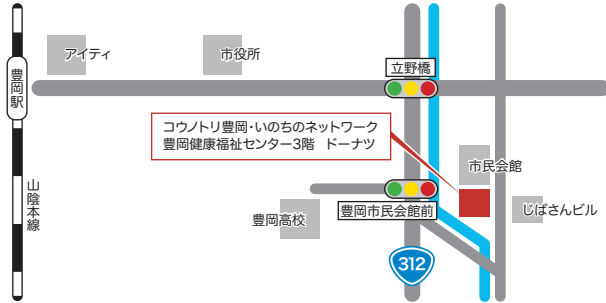 アイティ
市役所
立野橋
豊岡駅
コウノトリ豊岡・いのちのネットワーク
豊岡健康福祉センター3階 ドーナツ
市民会館
山陰本線
豊岡高校
豊岡市民会館前
じばさんビル
312